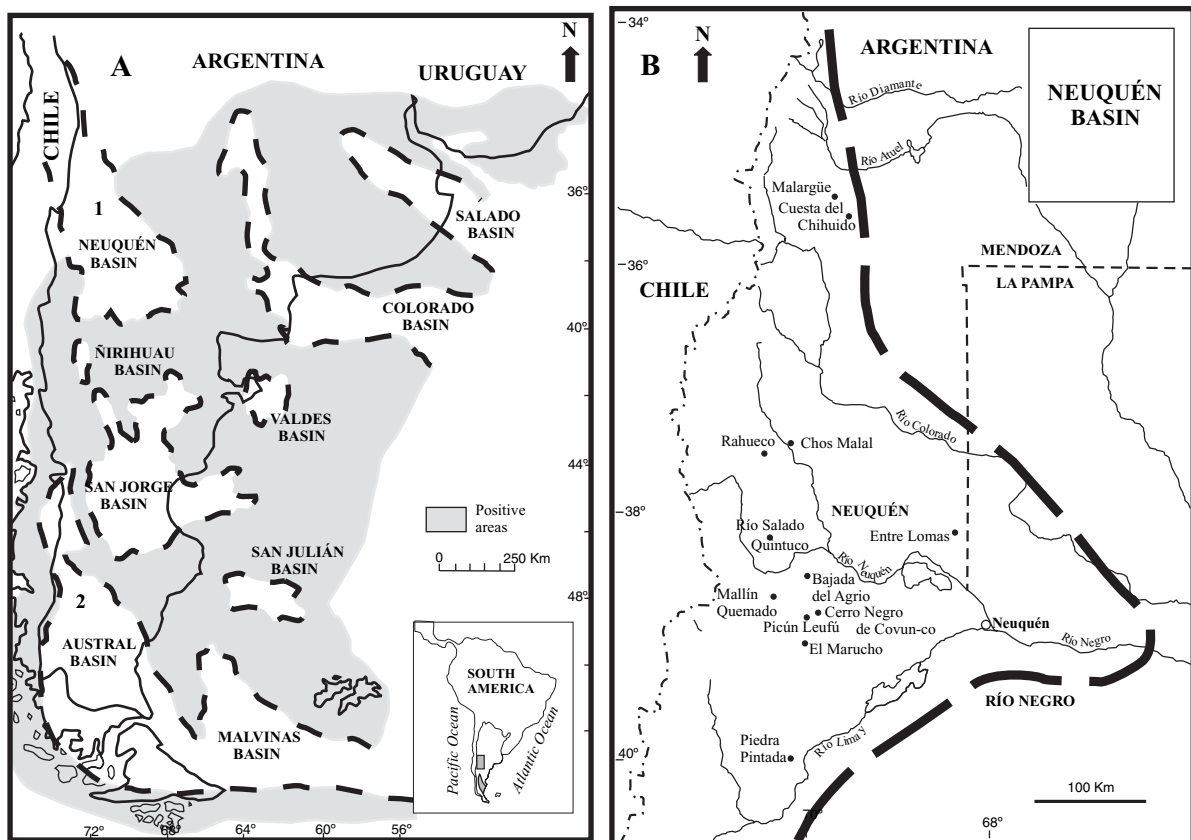 A
ARGENTINA
N
URUGUAY
CHILE
36°
1
SALADO
BASIN
NEUQUÉN
BASIN
COLORADO
BASIN
40°
ÑIRIHUAU
BASIN
VALDES
BASIN
44°
SAN JORGE
BASIN
Positive
areas
0 250 Km
SAN JULIÁN
BASIN
48°
2
AUSTRAL
BASIN
SOUTH
AMERICA
Pacific Ocean
Atlantic Ocean
MALVINAS
BASIN
72° 68° 64° 60° 56°
34°
N
B
ARGENTINA
NEUQUÉN
BASIN
Río Diamante
Río Atuel
Malargüe
Cuesta del
Chihuido
MENDOZA
36°
LA PAMPA
CHILE
Río Colorado
Rahueco
Chos Malal
38°
Río Salado
Quintuco
NEUQUÉN
Entre Lomas
Río Neuquén
Bajada
del Agrio
Mallín
Quemado
Cerro Negro
de Covun-co
Picún Leufú
Neuquén
El Marucho
Río Negro
RÍO NEGRO
Piedra
Pintada
Río Limay
40°
100 Km
70° 68°